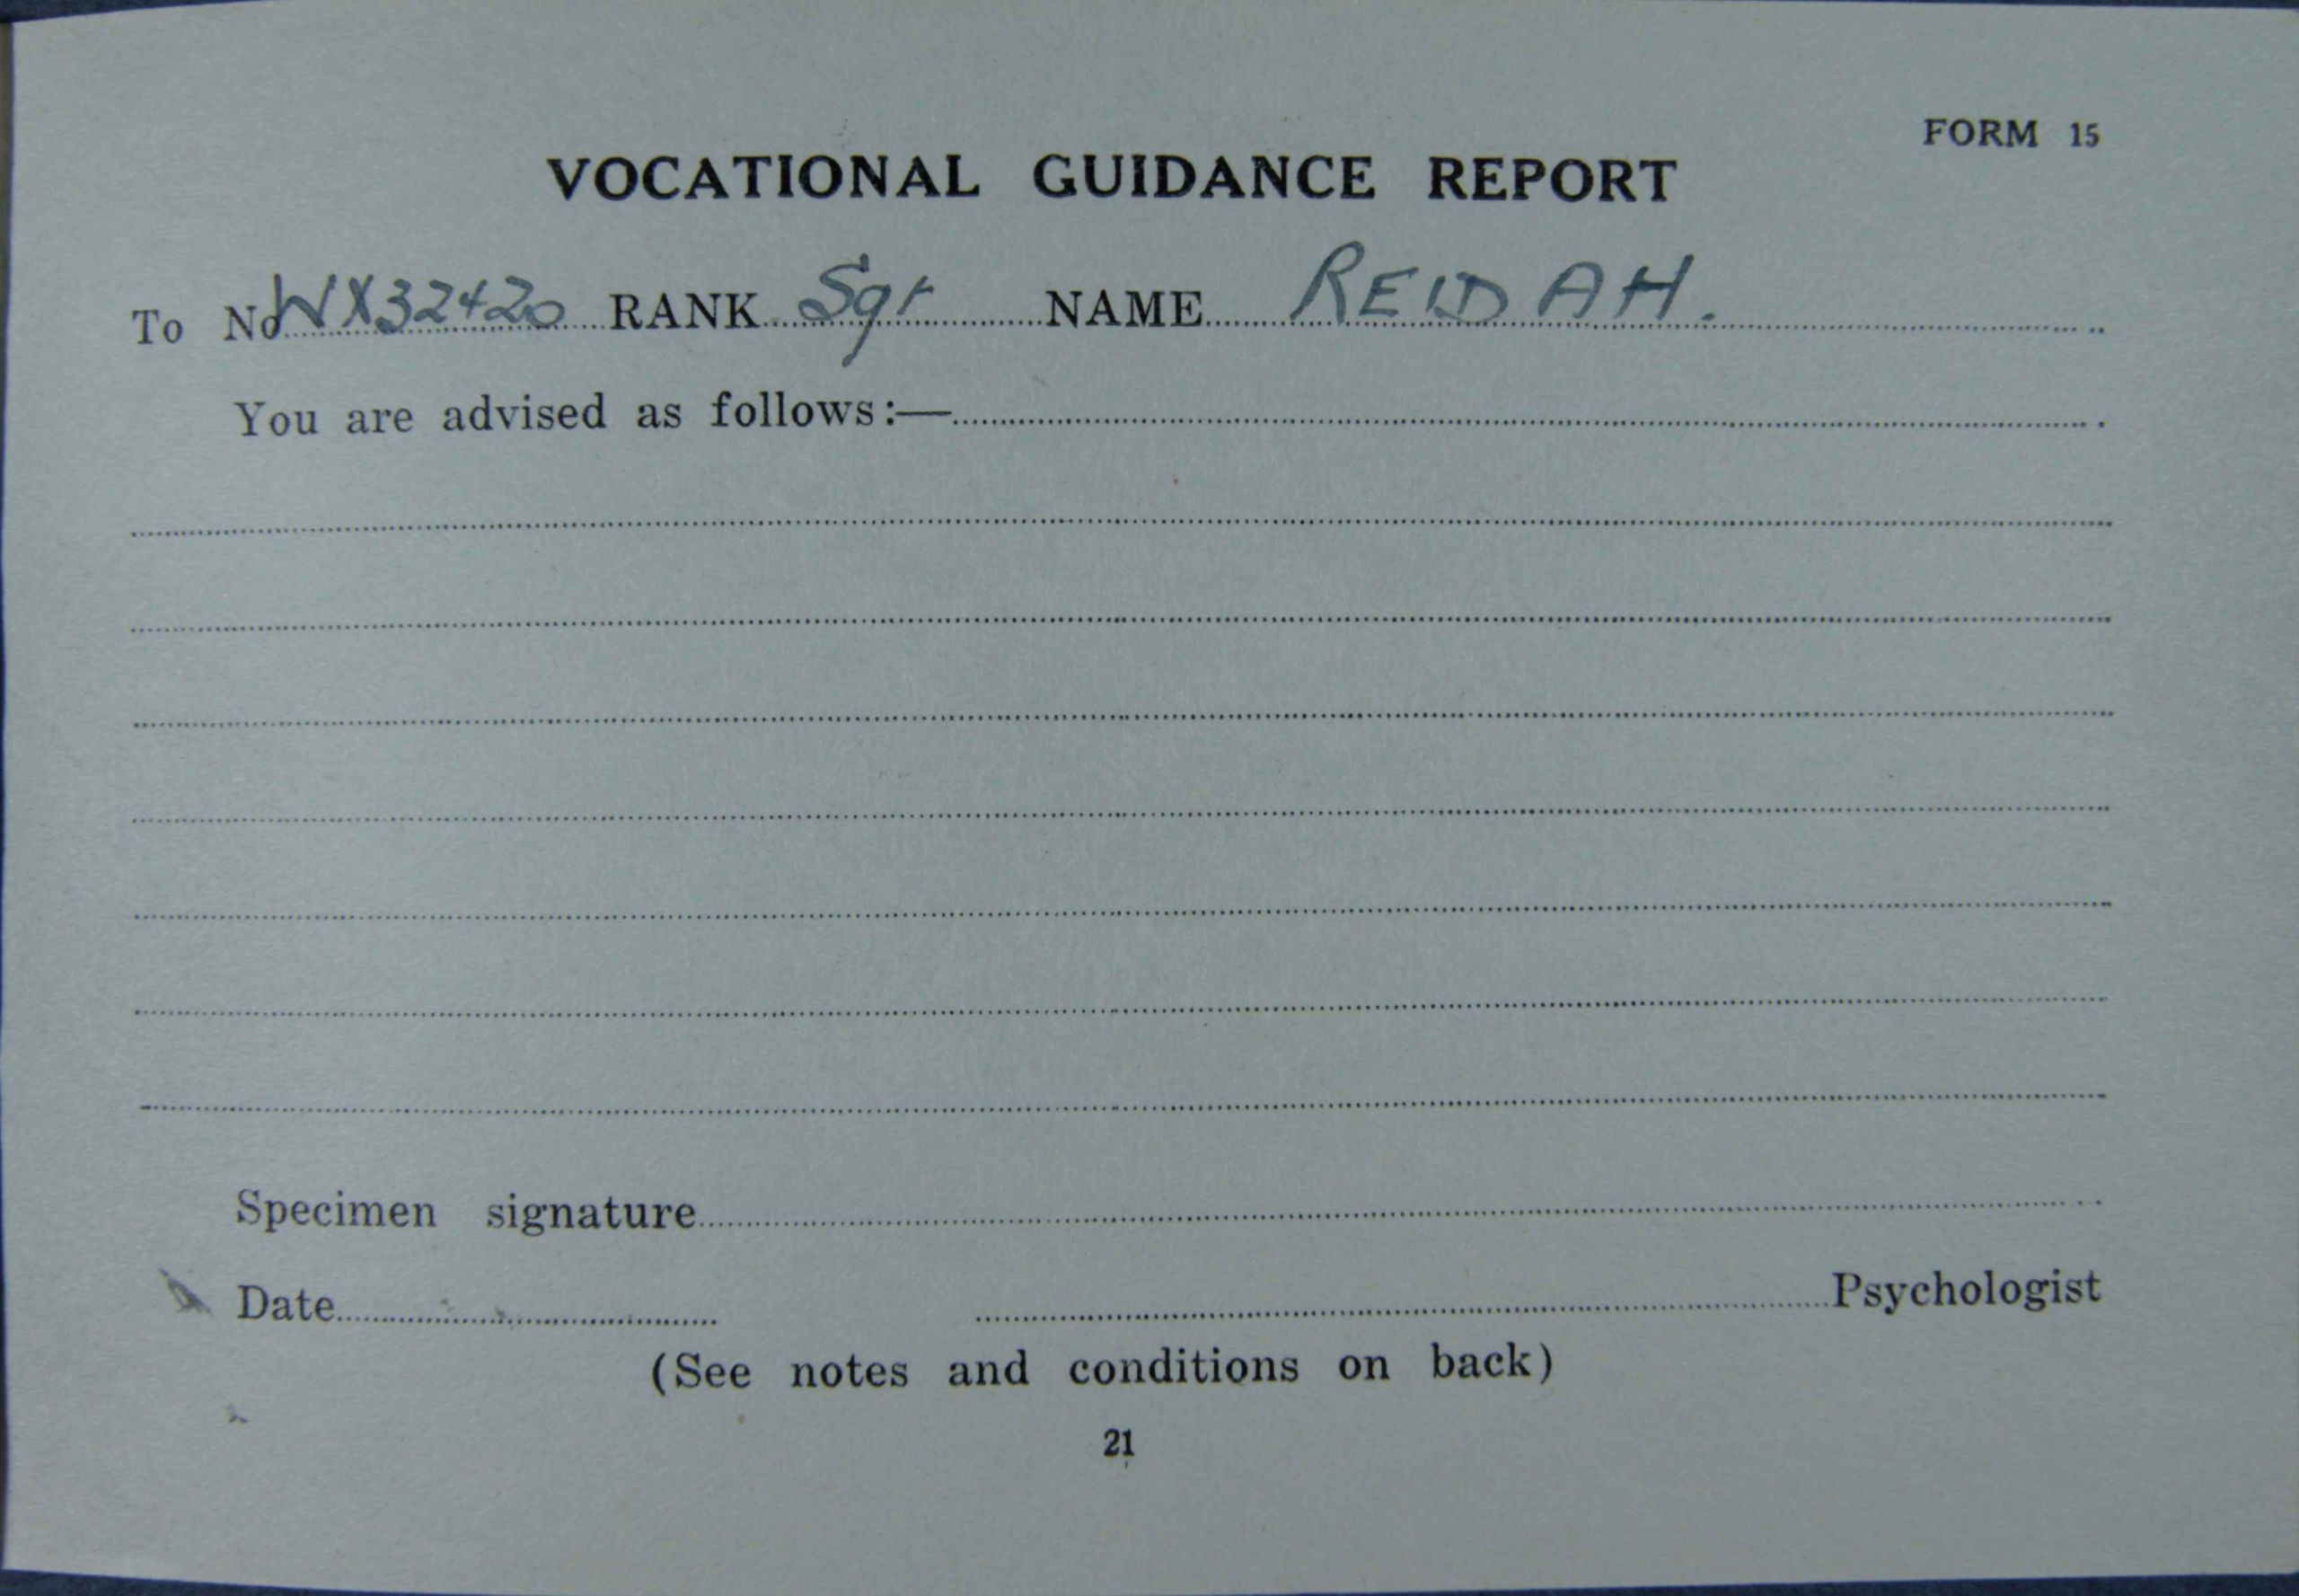 FORM 15
VOCATIONAL GUIDANCE REPORT
To No WX32420 RANK Sgt NAME REID AH.
You are advised as follows:—
Specimen signature
Date Psychologist
(See notes and conditions on back)
21